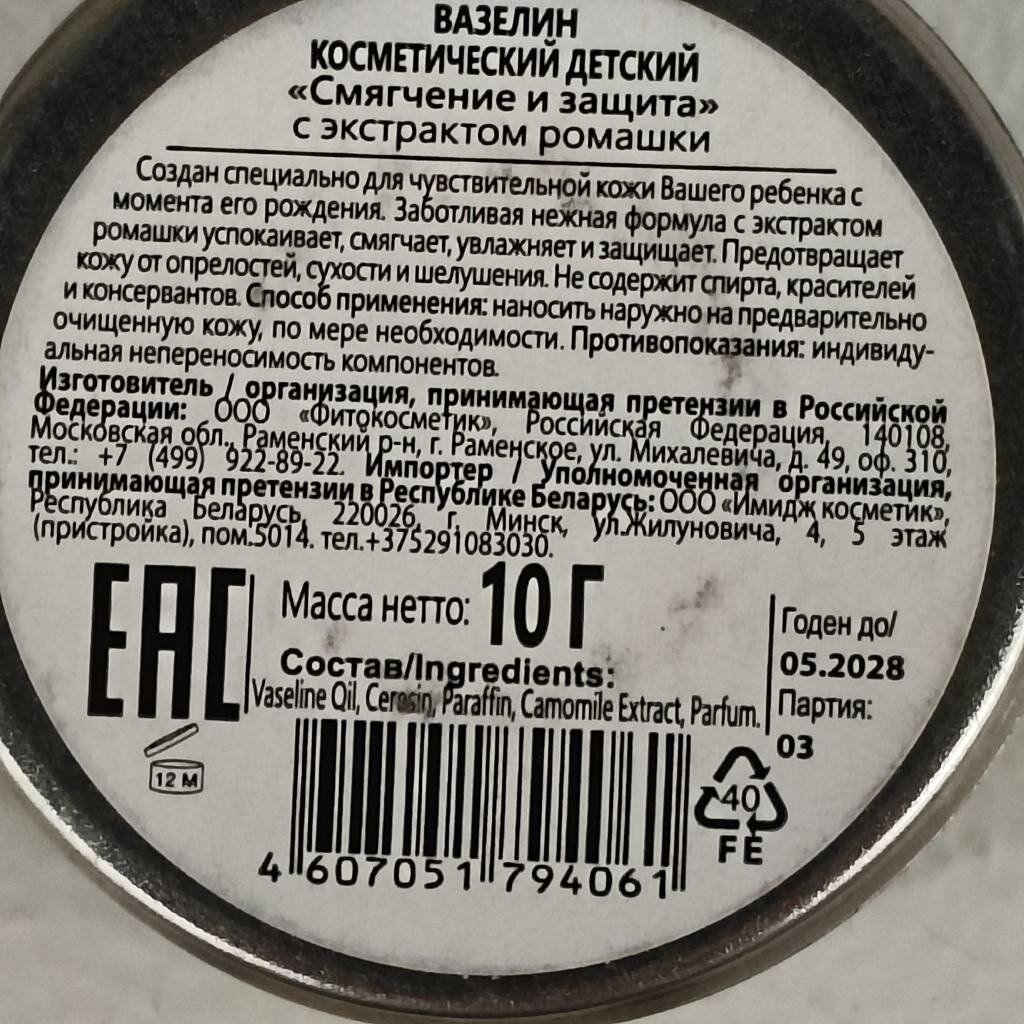 ВАЗЕЛИН
КОСМЕТИЧЕСКИЙ ДЕТСКИЙ
«Смягчение и защита»
с экстрактом ромашки
Создан специально для чувствительной кожи Вашего ребенка с
момента его рождения. Заботливая нежная формула с экстрактом
ромашки успокаивает, смягчает, увлажняет и защищает. Предотвращает
кожу от опрелостей, сухости и шелушения. Не содержит спирта, красителей
и консервантов. Способ применения: наносить наружно на предварительно
очищенную кожу, по мере необходимости. Противопоказания: индивиду-
альная непереносимость компонентов.
Изготовитель / организация, принимающая претензии в Российской
Федерации: ООО «Фитокосметик», Российская Федерация, 140108,
Московская обл., Раменский р-н, г. Раменское, ул. Михалевича, д. 49, оф. 310,
тел.: +7 (499) 922-89-22. Импортер / Уполномоченная организация,
принимающая претензии в Республике Беларусь: ООО «Имидж косметик»,
Республика Беларусь, 220026, г. Минск, ул.Жилуновича, 4, 5 этаж
(пристройка), пом.5014. тел.+375291083030.
EAC
Масса нетто: 10 Г
Состав/Ingredients:
Vaseline Oil, Ceresin, Paraffin, Camomile Extract, Parfum.
Годен до/
05.2028
Партия:
03
12 M
40
FE
4 607051 794061